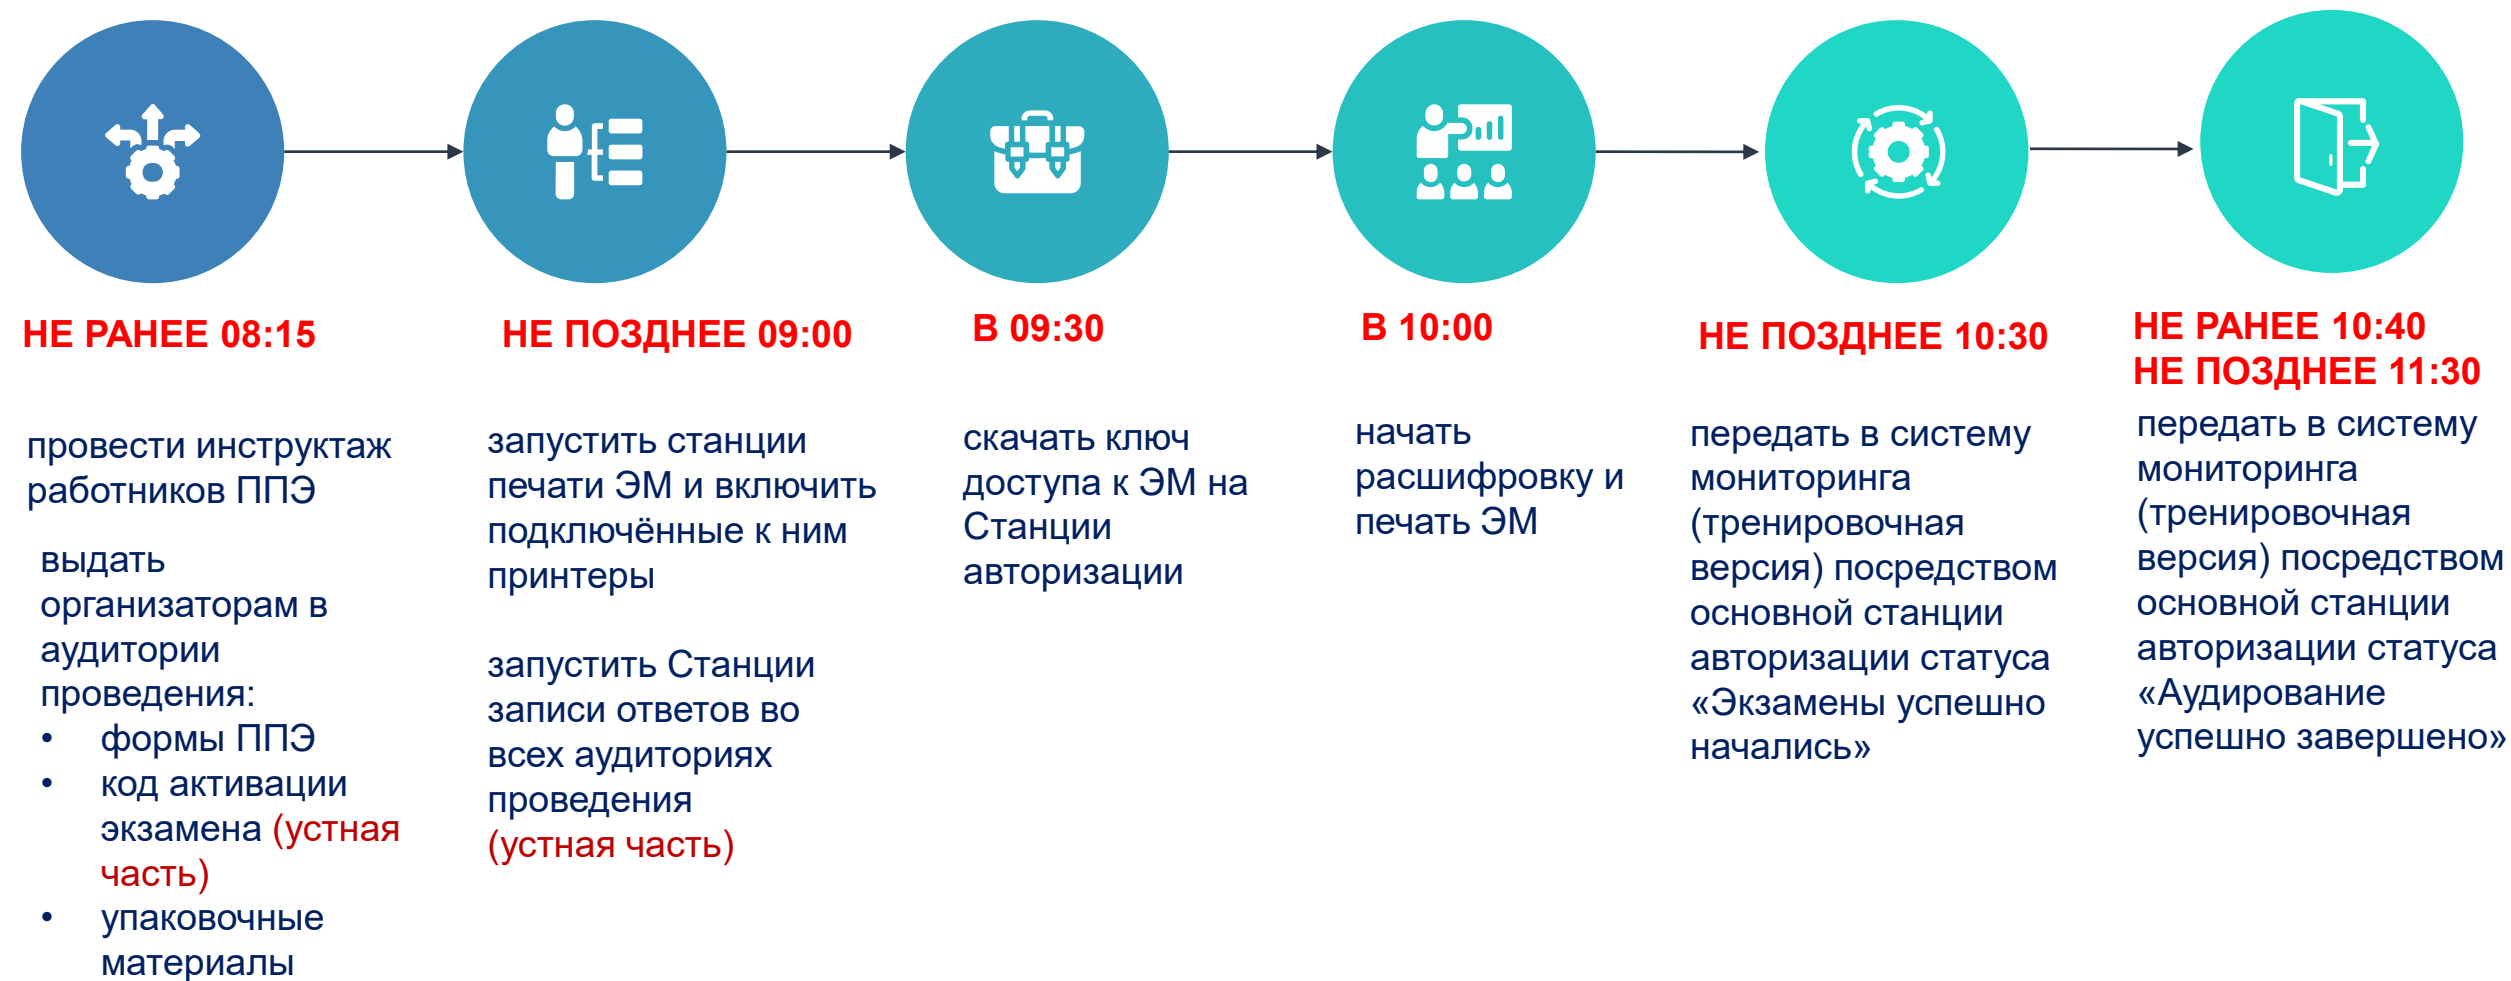 НЕ РАНЕЕ 08:15
провести инструктаж
работников ППЭ
выдать
организаторам в
аудитории
проведения:
• формы ППЭ
• код активации
экзамена (устная
часть)
• упаковочные
материалы
НЕ ПОЗДНЕЕ 09:00
запустить станции
печати ЭМ и включить
подключённые к ним
принтеры
запустить Станции
записи ответов во
всех аудиториях
проведения
(устная часть)
В 09:30
скачать ключ
доступа к ЭМ на
Станции
авторизации
В 10:00
начать
расшифровку и
печать ЭМ
НЕ ПОЗДНЕЕ 10:30
передать в систему
мониторинга
(тренировочная
версия) посредством
основной станции
авторизации статуса
«Экзамены успешно
начались»
НЕ РАНЕЕ 10:40
НЕ ПОЗДНЕЕ 11:30
передать в систему
мониторинга
(тренировочная
версия) посредством
основной станции
авторизации статуса
«Аудирование
успешно завершено»